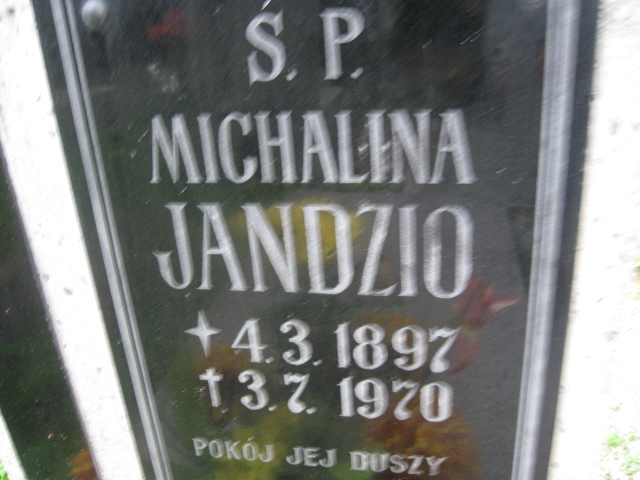 Ś. P.
MICHALINA
JANDZIO
4. 3. 1897
† 3. 7. 1970
POKÓJ JEJ DUSZY